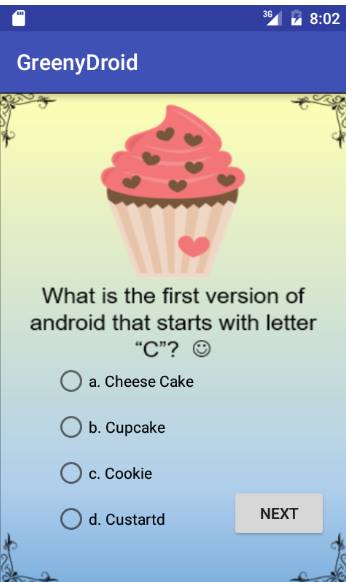 3G 8:02
GreenyDroid
What is the first version of
android that starts with letter
“C”? ☺
a. Cheese Cake
b. Cupcake
c. Cookie
d. Custartd
NEXT